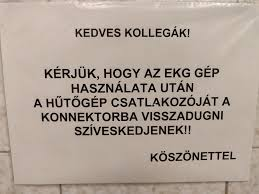 KEDVES KOLLEGÁK!
KÉRJÜK, HOGY AZ EKG GÉP
HASZNÁLATA UTÁN
A HŰTŐGÉP CSATLAKOZÓJÁT A
KONNEKTORBA VISSZADUGNI
SZÍVESKEDJENEK!!
KÖSZÖNETTEL